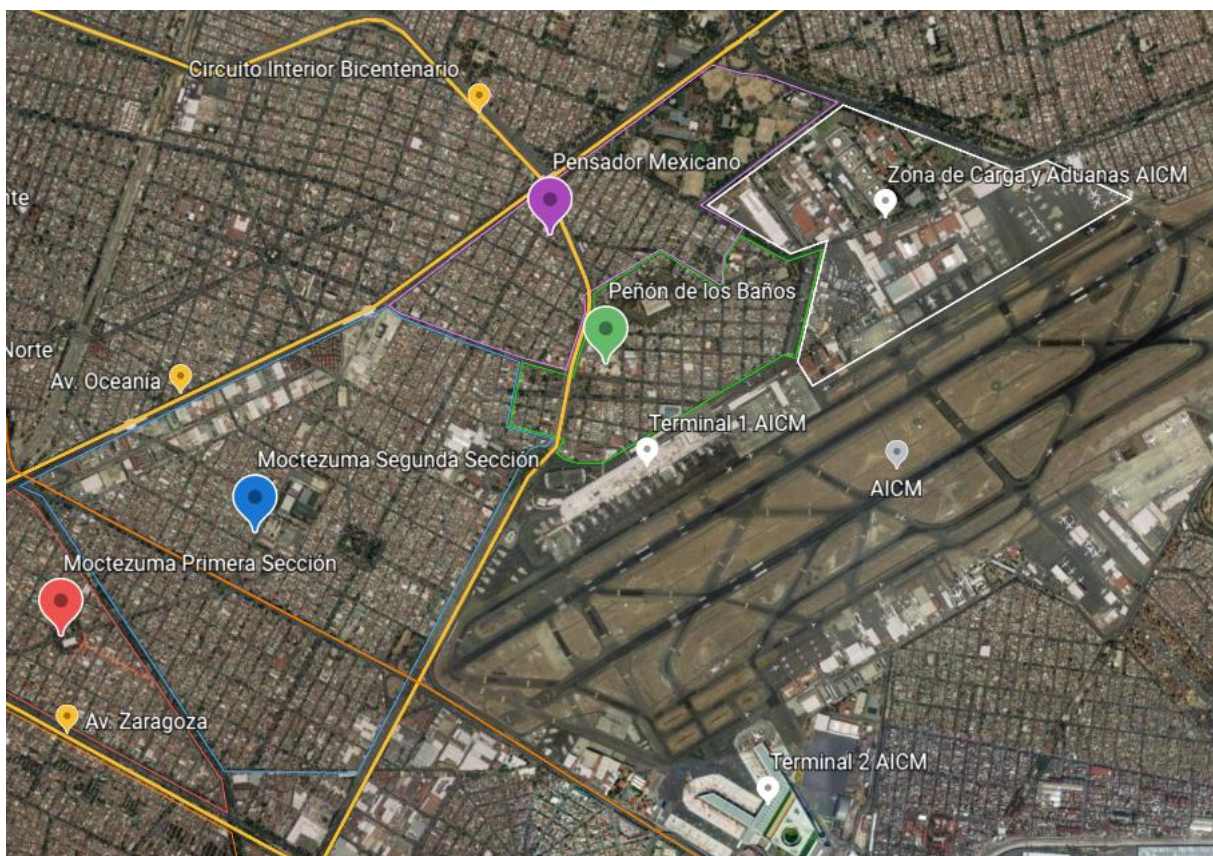 Circuito Interior Bicentenario
Pensador Mexicano
Zona de Carga y Aduanas AICM
nte
Peñón de los Baños
Norte
Av. Oceanía
Terminal 1 AICM
Moctezuma Segunda Sección
AICM
Moctezuma Primera Sección
Av. Zaragoza
Terminal 2 AICM